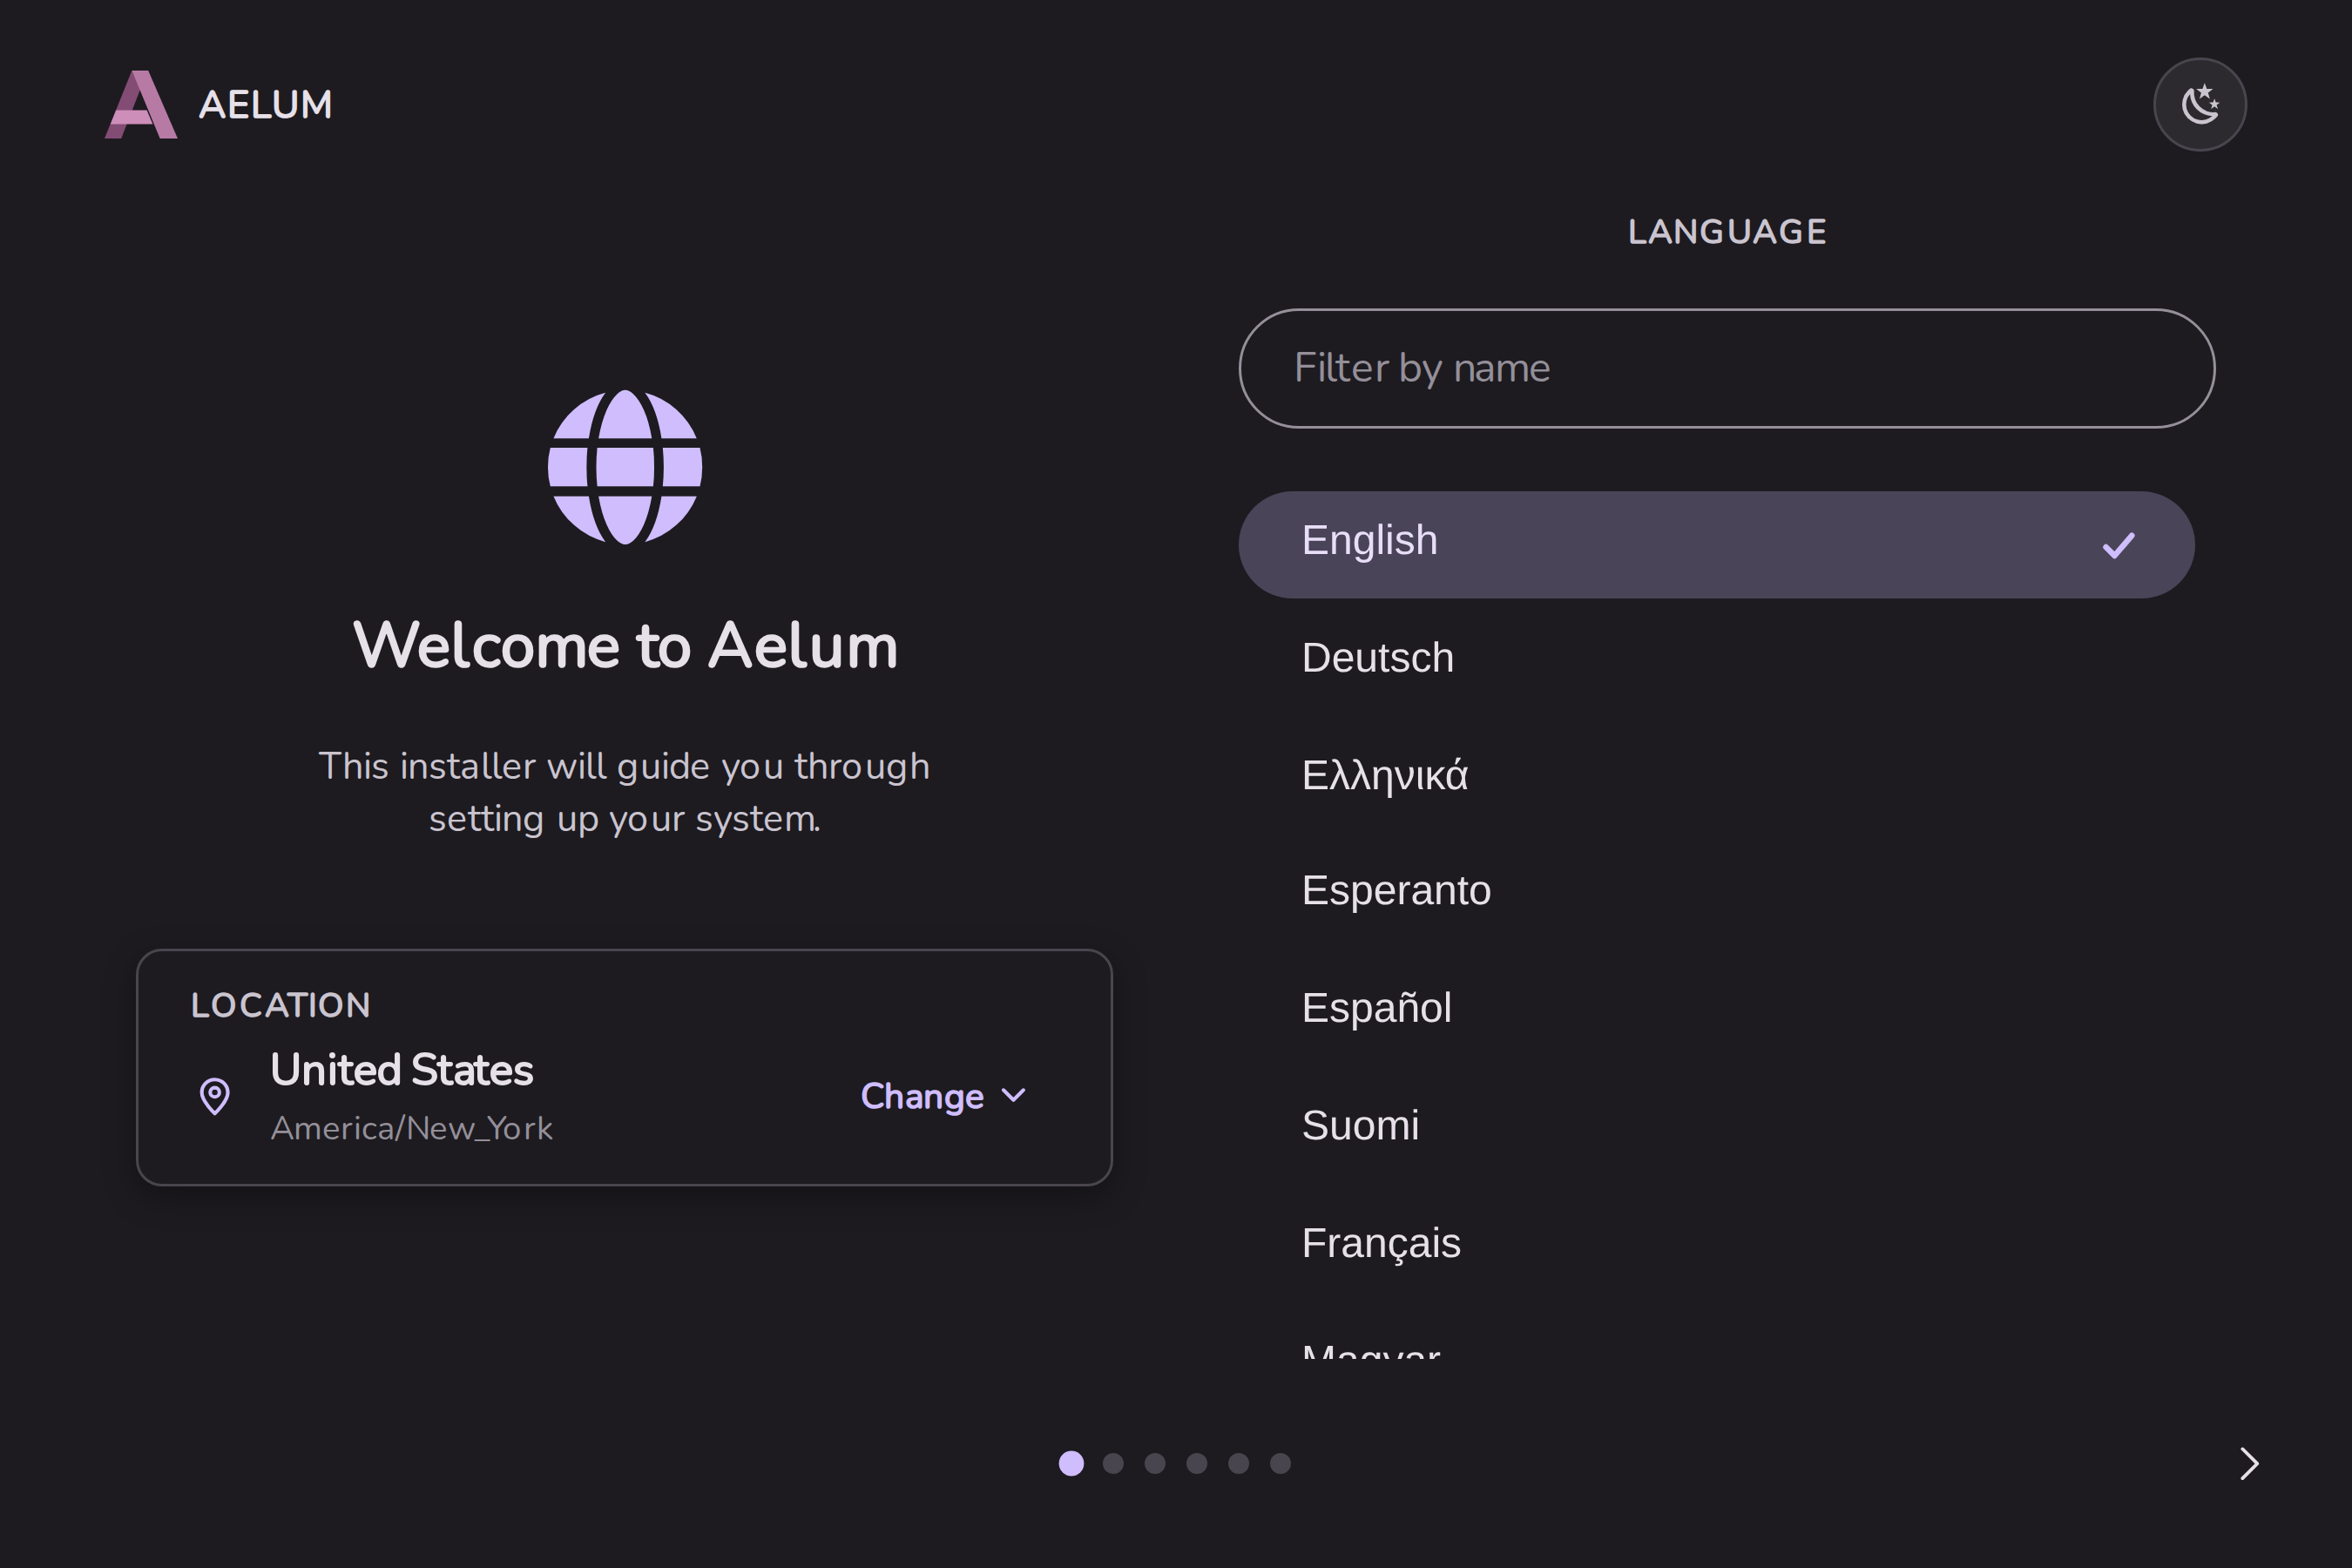 AELUM
Welcome to Aelum
This installer will guide you through
setting up your system.
LOCATION
United States
America/New_York
Change
LANGUAGE
Filter by name
English
Deutsch
Ελληνικά
Esperanto
Español
Suomi
Français
Magyar